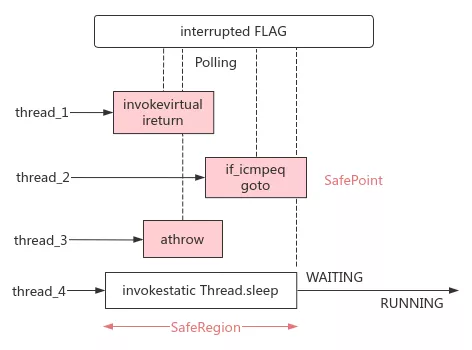 interrupted FLAG
Polling
thread_1
invokevirtual
ireturn
thread_2
if_icmpeq
goto
SafePoint
thread_3
athrow
thread_4
invokestatic Thread.sleep
WAITING
RUNNING
SafeRegion